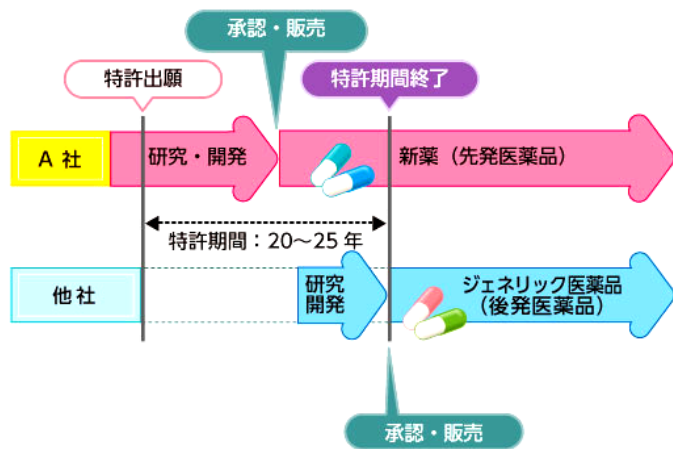 承認・販売
特許出願
特許期間終了
A 社
研究・開発
新薬（先発医薬品）
特許期間：20～25 年
他社
研究
開発
ジェネリック医薬品
（後発医薬品）
承認・販売